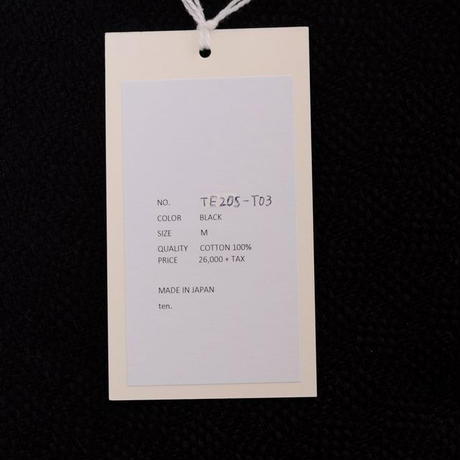 NO. TE205-T03
COLOR BLACK
SIZE M
QUALITY COTTON 100%
PRICE 26,000 + TAX
MADE IN JAPAN
ten.